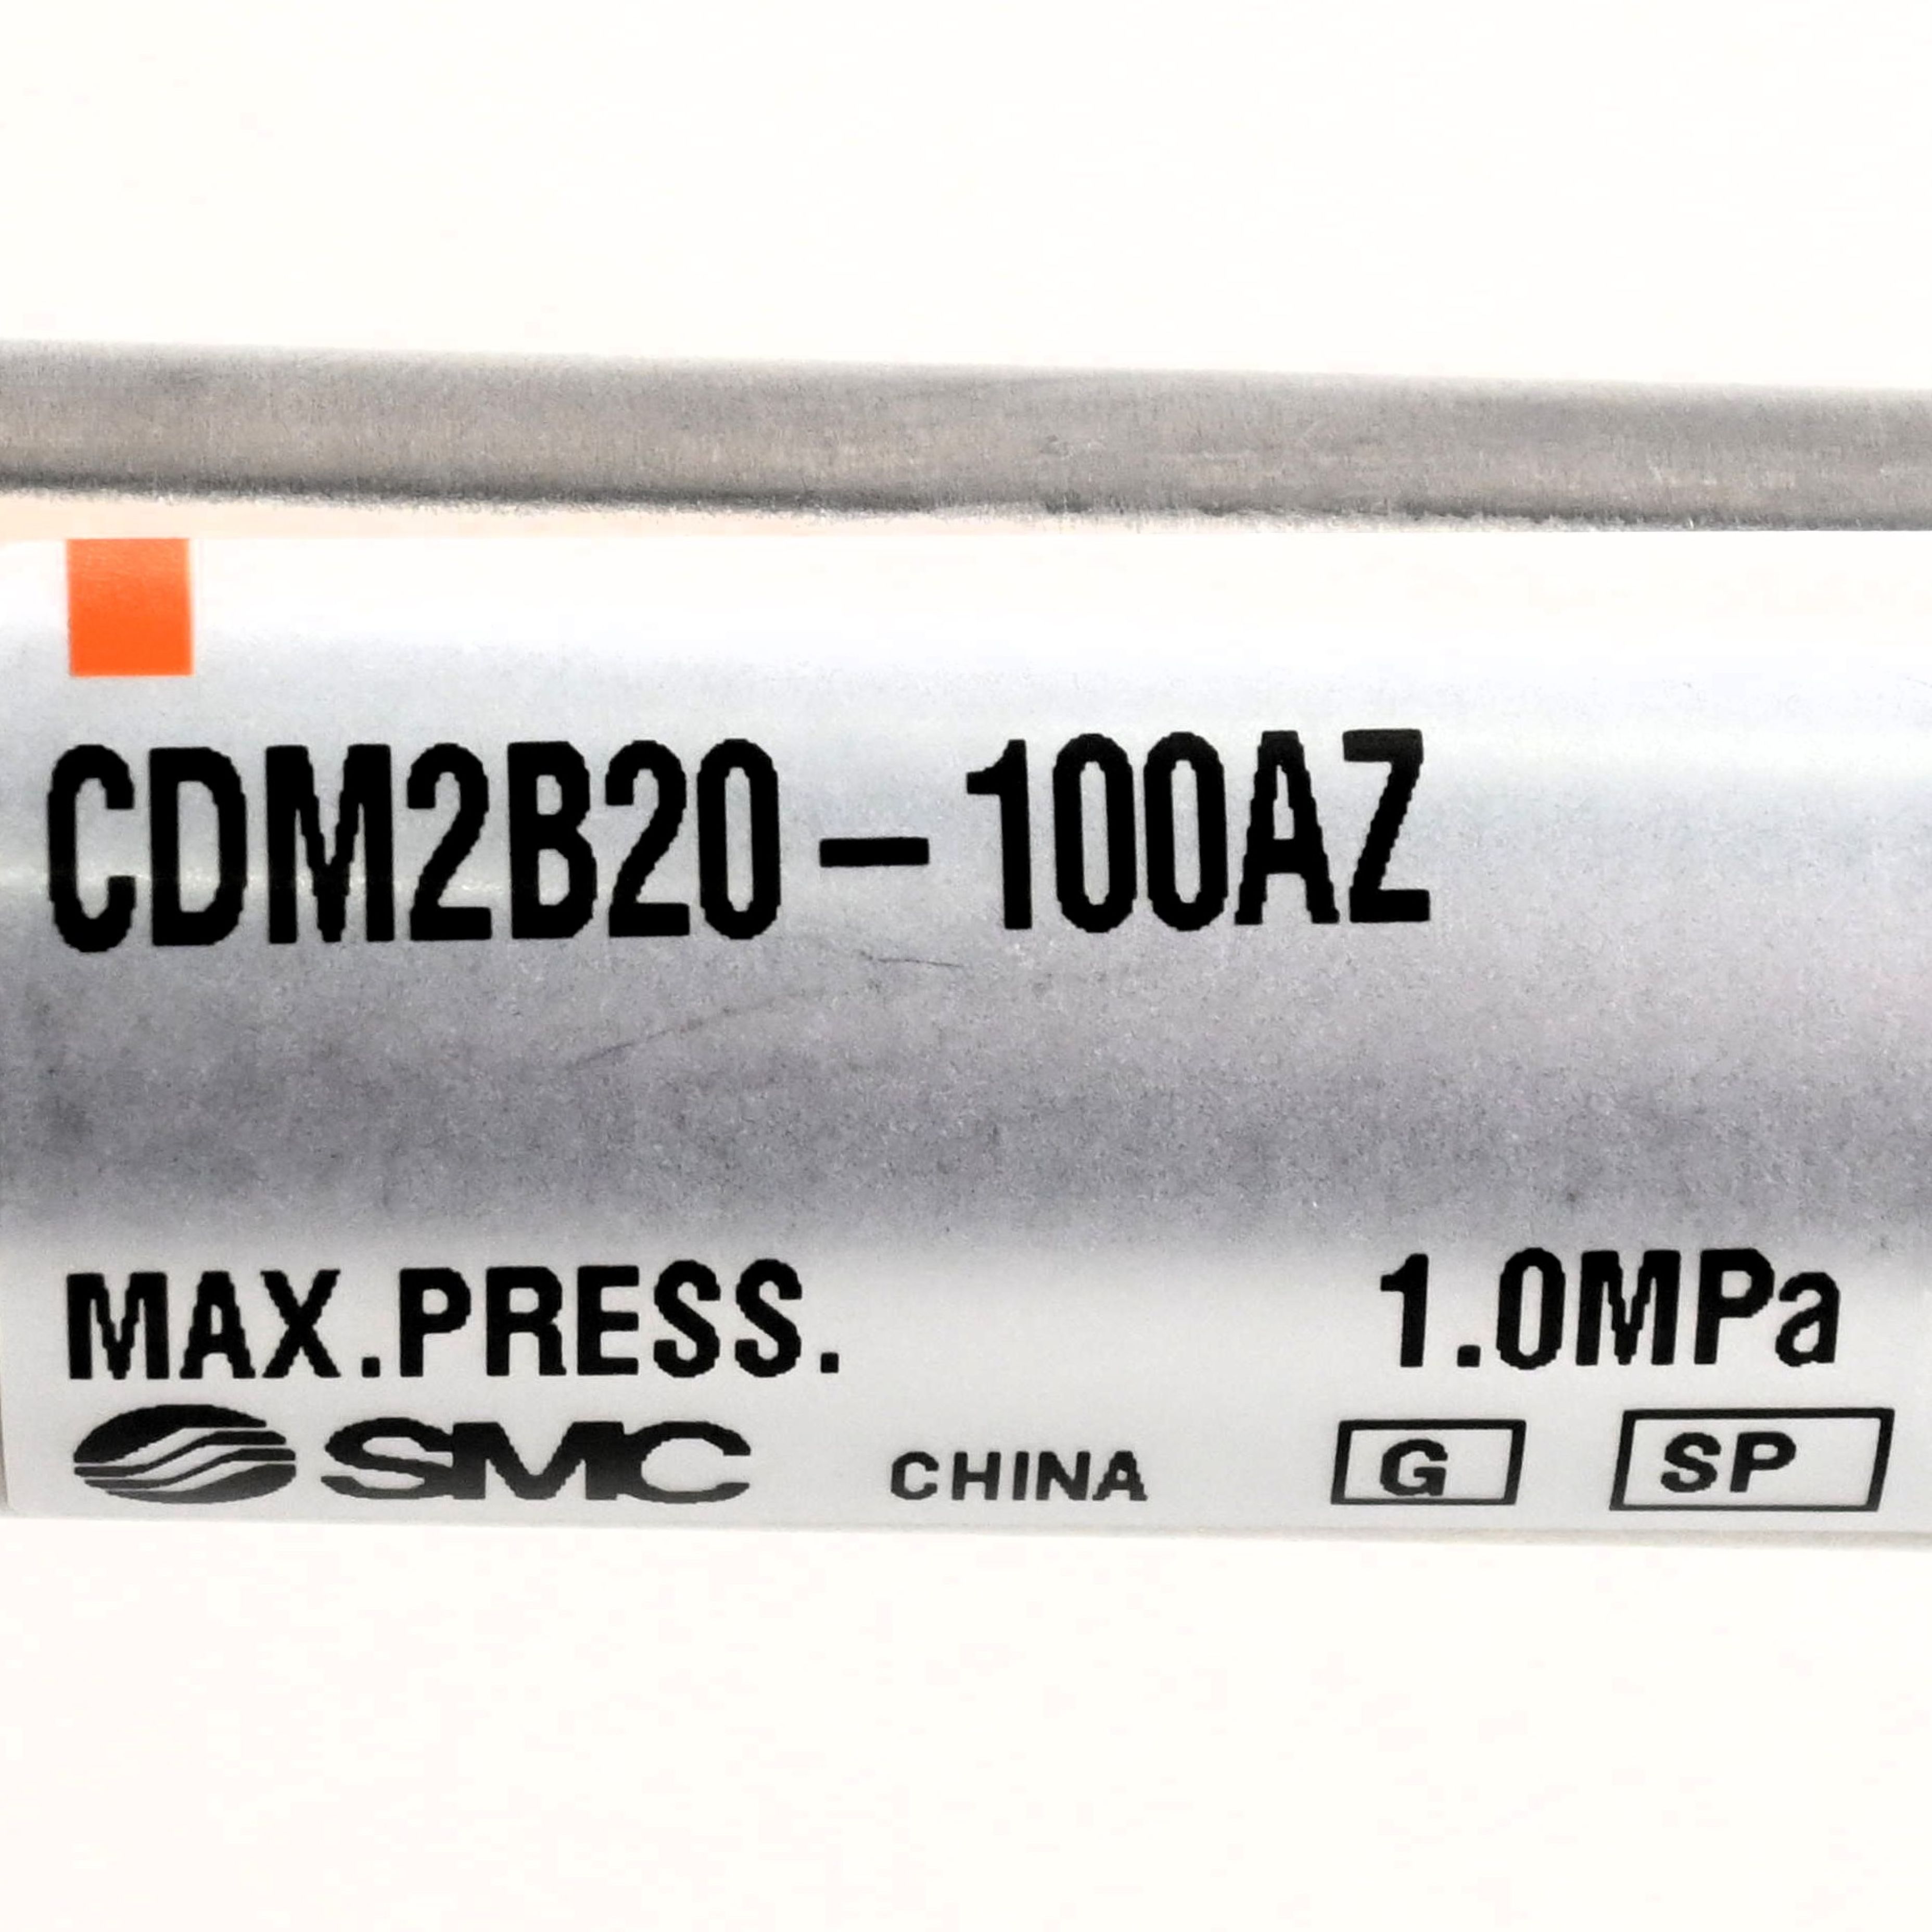 CDM2B20-100AZ
MAX.PRESS. 1.0MPa
SMC CHINA G SP